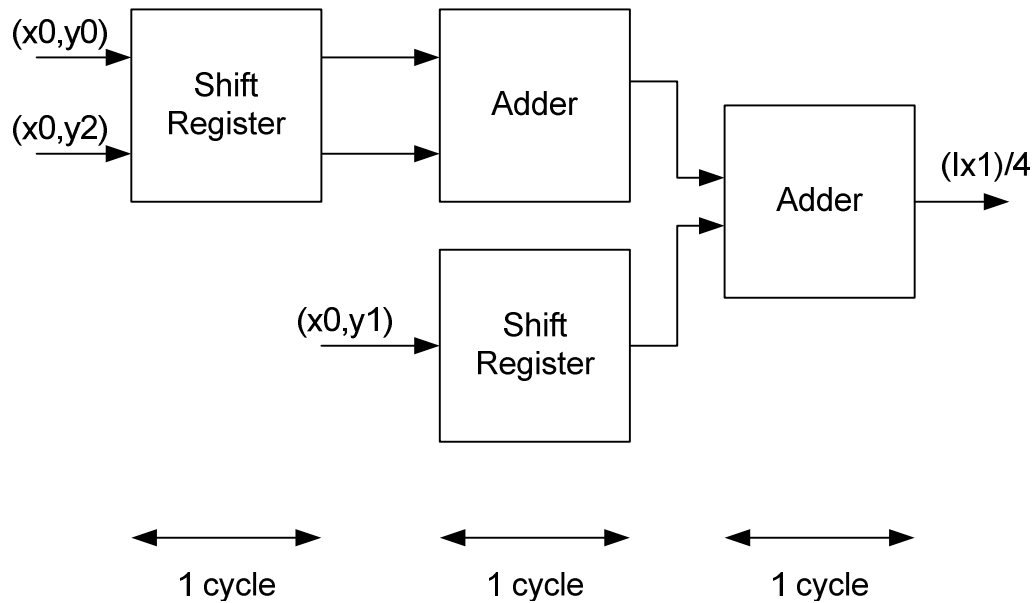 (x0,y0)
(x0,y2)
Shift
Register
Adder
Adder
(Ix1)/4
(x0,y1)
Shift
Register
1 cycle
1 cycle
1 cycle